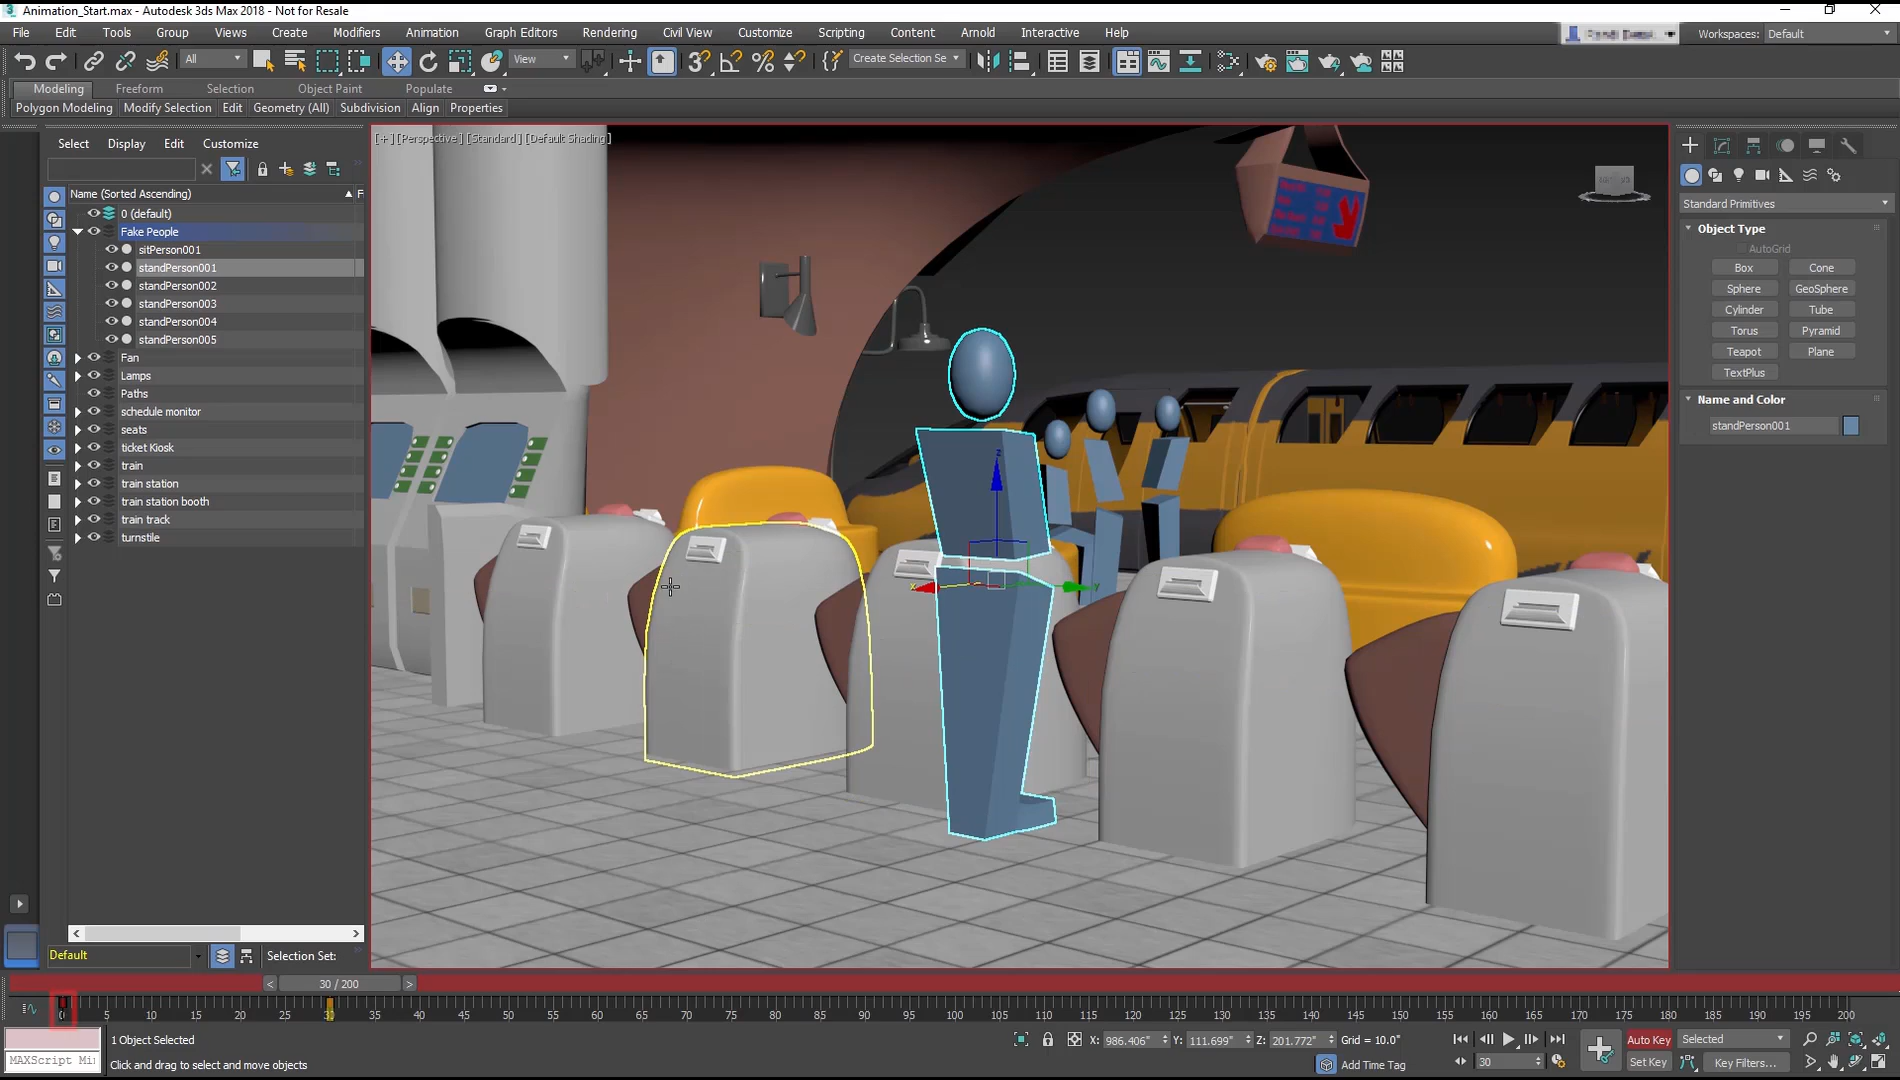 Animation_Start.max - Autodesk 3ds Max 2018 - Not for Resale
File Edit Tools Group Views Create Modifiers Animation Graph Editors Rendering Civil View Customize Scripting Content Arnold Interactive Help
Workspaces: Default
All View Create Selection Se
Modeling Freeform Selection Object Paint Populate
Polygon Modeling Modify Selection Edit Geometry (All) Subdivision Align Properties
Select Display Edit Customize
[+] [Perspective] [Standard] [Default Shading]
Name (Sorted Ascending) F
0 (default)
Fake People
sitPerson001
standPerson001
standPerson002
standPerson003
standPerson004
standPerson005
Fan
Lamps
Paths
schedule monitor
seats
ticket Kiosk
train
train station
train station booth
train track
turnstile
z
x
y
Standard Primitives
Object Type
AutoGrid
Box Cone
Sphere GeoSphere
Cylinder Tube
Torus Pyramid
Teapot Plane
TextPlus
Name and Color
standPerson001
Default Selection Set:
< 30 / 200 >
0 5 10 15 20 25 30 35 40 45 50 55 60 65 70 75 80 85 90 95 100 105 110 115 120 125 130 135 140 145 150 155 160 165 170 175 180 185 190 195 200
1 Object Selected X: 986.406" Y: 111.699" Z: 201.772" Grid = 10.0" Auto Key Selected
MAXScript Mi
Click and drag to select and move objects
Add Time Tag 30 Set Key Key Filters...